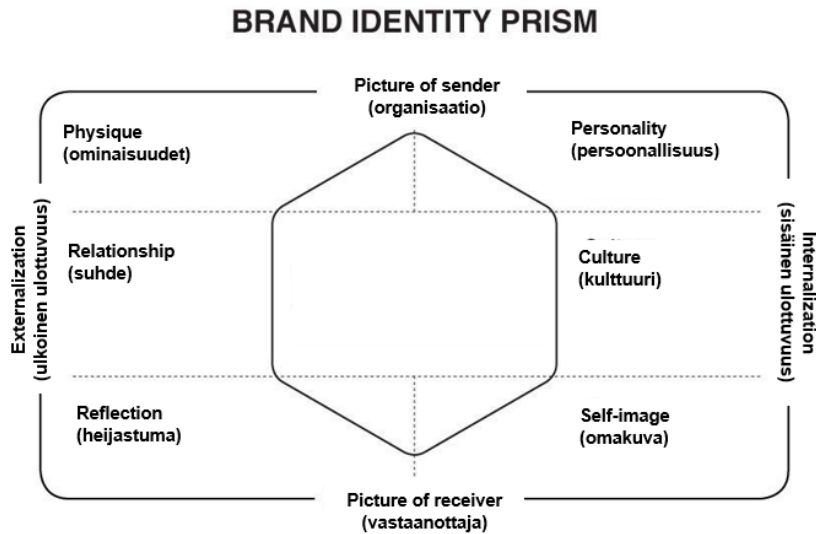 BRAND IDENTITY PRISM
Picture of sender
(organisaatio)
Physique
(ominaisuudet)
Personality
(persoonallisuus)
Externalization
(ulkoinen ulottuvuus)
Relationship
(suhde)
Culture
(kulttuuri)
Internalization
(sisäinen ulottuvuus)
Reflection
(heijastuma)
Self-image
(omakuva)
Picture of receiver
(vastaanottaja)